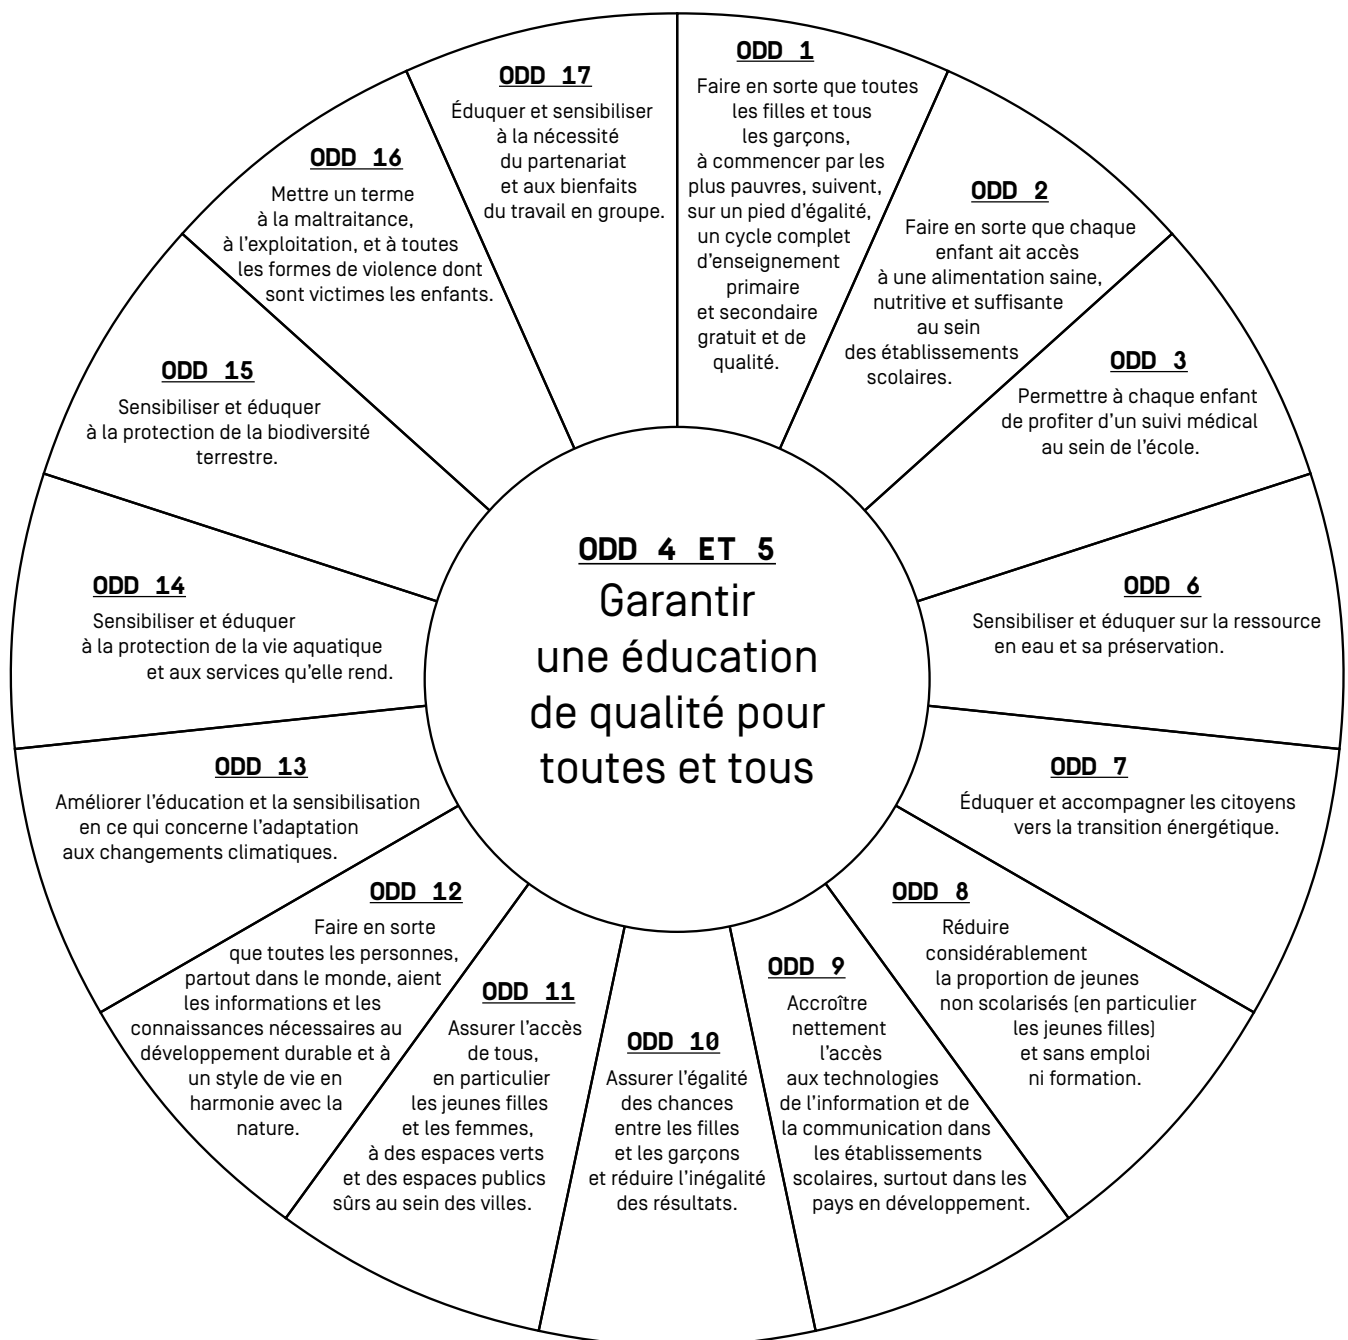 ODD 1
Faire en sorte que toutes
les filles et tous
les garçons,
à commencer par les
plus pauvres, suivent,
sur un pied d’égalité,
un cycle complet
d’enseignement
primaire
et secondaire
gratuit et de
qualité.
ODD 2
Faire en sorte que chaque
enfant ait accès
à une alimentation saine,
nutritive et suffisante
au sein
des établissements
scolaires.
ODD 3
Permettre à chaque enfant
de profiter d’un suivi médical
au sein de l’école.
ODD 4 ET 5
Garantir
une éducation
de qualité pour
toutes et tous
ODD 6
Sensibiliser et éduquer sur la ressource
en eau et sa préservation.
ODD 7
Éduquer et accompagner les citoyens
vers la transition énergétique.
ODD 8
Réduire
considérablement
la proportion de jeunes
non scolarisés (en particulier
les jeunes filles)
et sans emploi
ni formation.
ODD 9
Accroître
nettement
l’accès
aux technologies
de l’information et de
la communication dans
les établissements
scolaires, surtout dans les
pays en développement.
ODD 10
Assurer l’égalité
des chances
entre les filles
et les garçons
et réduire l’inégalité
des résultats.
ODD 11
Assurer l’accès
de tous,
en particulier
les jeunes filles
et les femmes,
à des espaces verts
et des espaces publics
sûrs au sein des villes.
ODD 12
Faire en sorte
que toutes les personnes,
partout dans le monde, aient
les informations et les
connaissances nécessaires au
développement durable et à
un style de vie en
harmonie avec la
nature.
ODD 13
Améliorer l’éducation et la sensibilisation
en ce qui concerne l’adaptation
aux changements climatiques.
ODD 14
Sensibiliser et éduquer
à la protection de la vie aquatique
et aux services qu’elle rend.
ODD 15
Sensibiliser et éduquer
à la protection de la biodiversité
terrestre.
ODD 16
Mettre un terme
à la maltraitance,
à l’exploitation, et à toutes
les formes de violence dont
sont victimes les enfants.
ODD 17
Éduquer et sensibiliser
à la nécessité
du partenariat
et aux bienfaits
du travail en groupe.